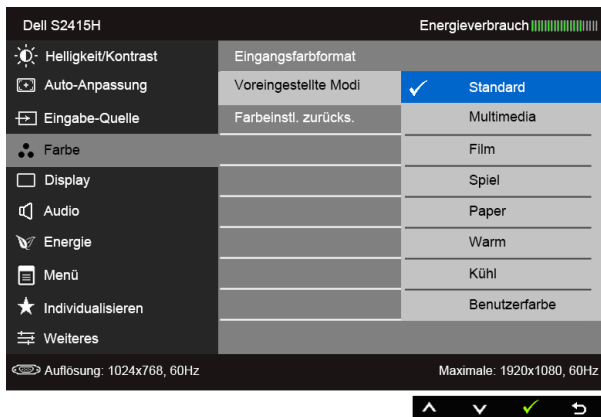 Dell S2415H Energieverbrauch
Helligkeit/Kontrast Eingangsfarbformat
Auto-Anpassung Voreingestellte Modi Standard
Eingabe-Quelle Farbeinstl. zurücks. Multimedia
Farbe Film
Display Spiel
Audio Paper
Energie Warm
Menü Kühl
Individualisieren Benutzerfarbe
Weiteres
Auflösung: 1024x768, 60Hz Maximale: 1920x1080, 60Hz